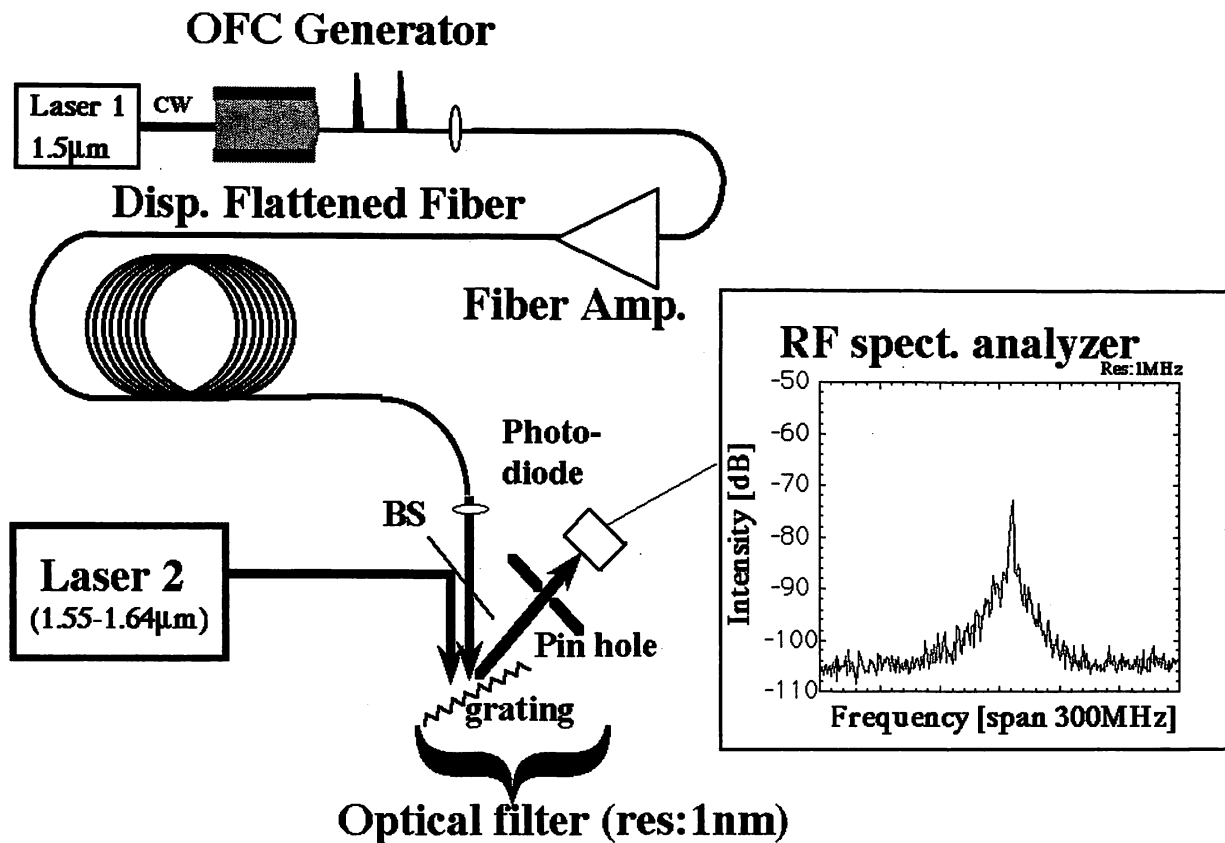 OFC Generator
Laser 1
1.5µm
CW
Disp. Flattened Fiber
Fiber Amp.
RF spect. analyzer
Res:1MHz
-50
-60
-70
-80
-90
-100
-110
Intensity [dB]
Frequency [span 300MHz]
Photo-
diode
BS
Laser 2
(1.55-1.64µm)
Pin hole
grating
Optical filter (res:1nm)